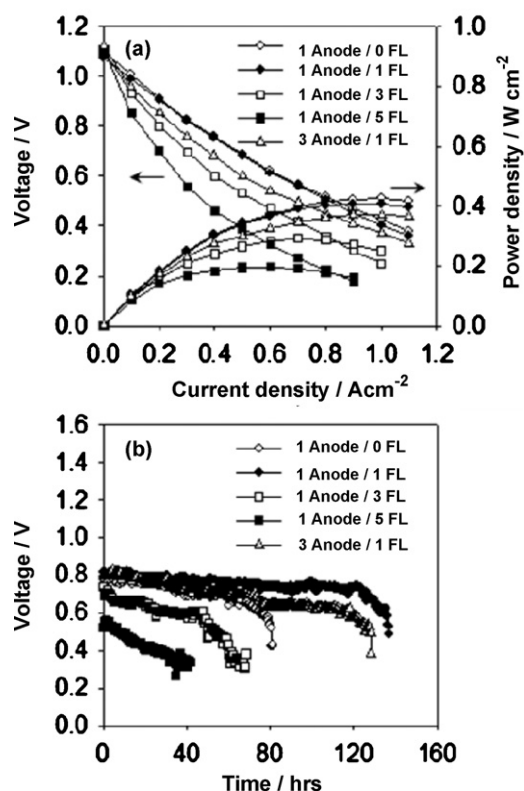 (a)
1 Anode / 0 FL
1 Anode / 1 FL
1 Anode / 3 FL
1 Anode / 5 FL
3 Anode / 1 FL
Voltage / V
1.2
1.0
0.8
0.6
0.4
0.2
0.0
Power density / W cm-2
1.0
0.8
0.6
0.4
0.2
0.0
0.0 0.2 0.4 0.6 0.8 1.0 1.2
Current density / Acm-2
(b)
1 Anode / 0 FL
1 Anode / 1 FL
1 Anode / 3 FL
1 Anode / 5 FL
3 Anode / 1 FL
Voltage / V
1.6
1.4
1.2
1.0
0.8
0.6
0.4
0.2
0.0
0 40 80 120 160
Time / hrs